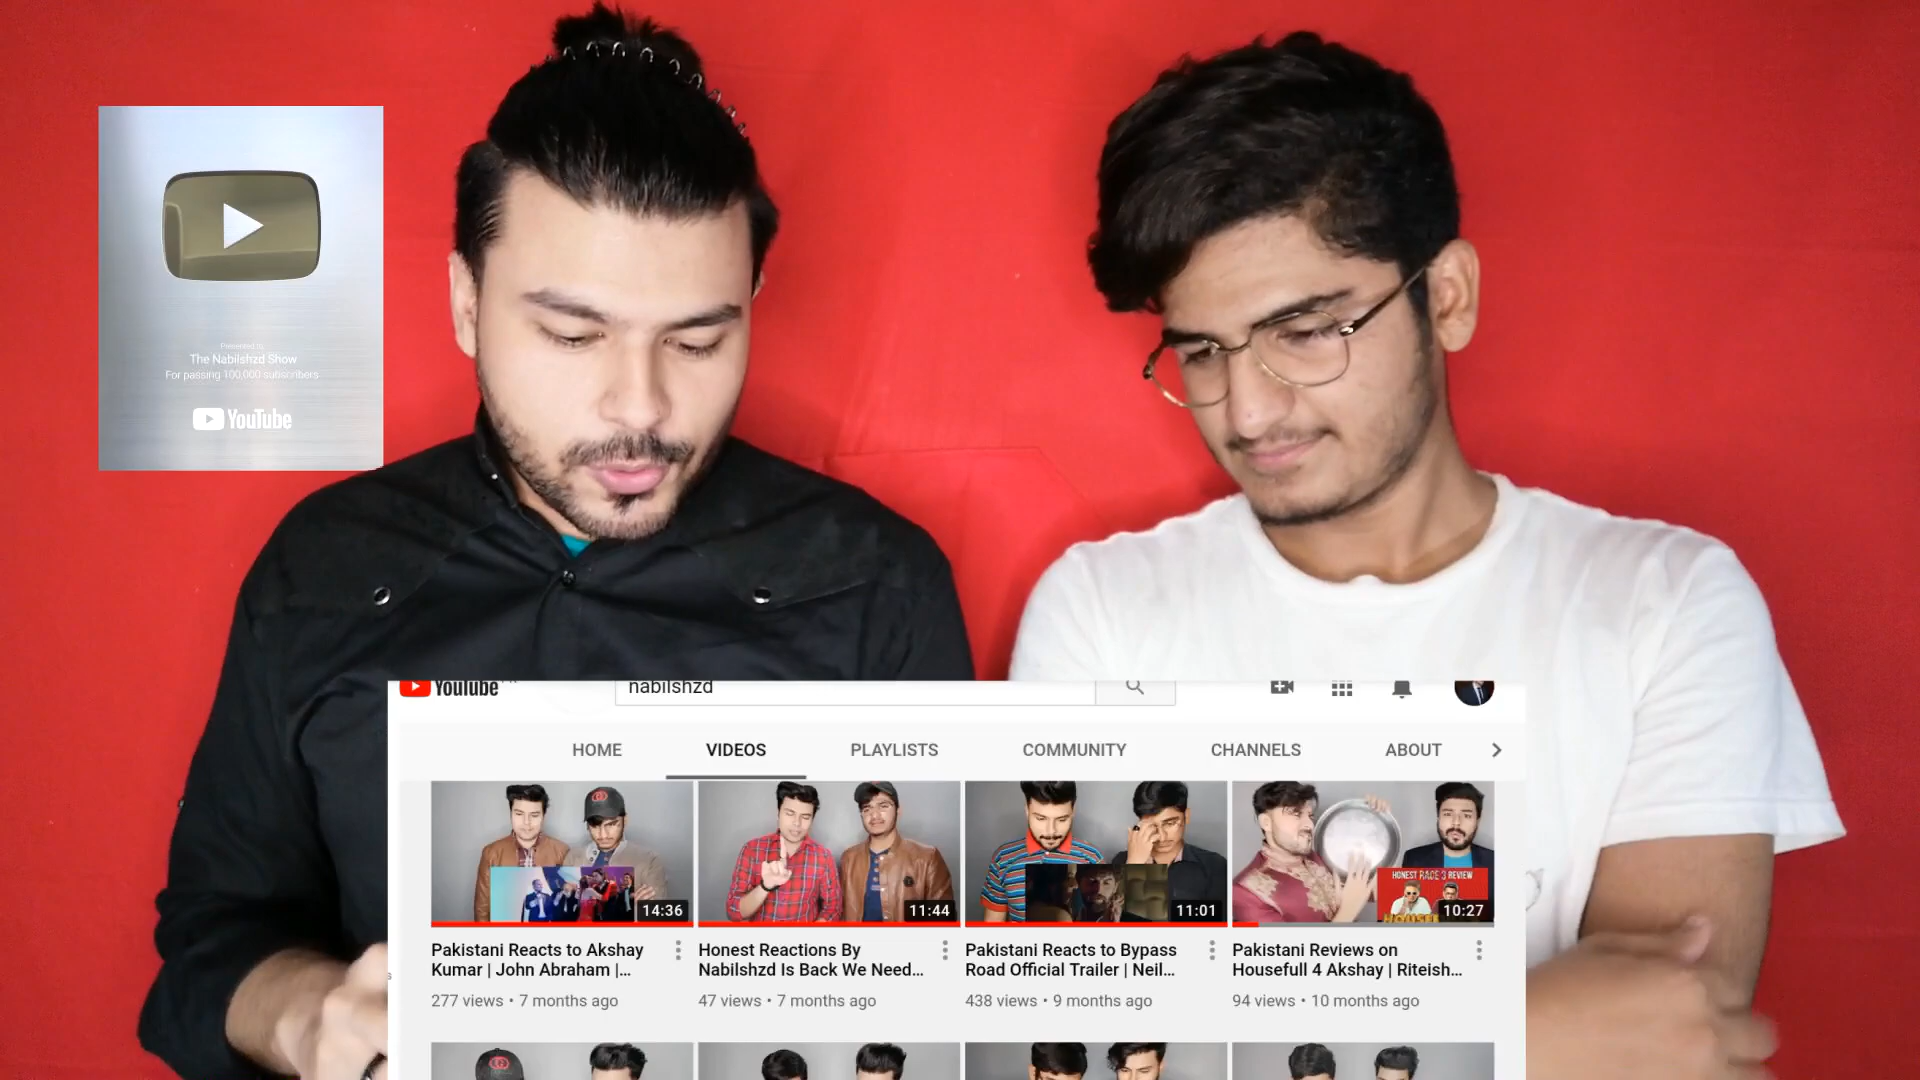 Presented to
The Nabilshzd Show
For passing 100,000 subscribers
YouTube
YouTube
nabilshzd
HOME
VIDEOS
PLAYLISTS
COMMUNITY
CHANNELS
ABOUT
14:36
11:44
11:01
HONEST RACE 3 REVIEW
10:27
Pakistani Reacts to Akshay
Kumar | John Abraham |...
277 views • 7 months ago
Honest Reactions By
Nabilshzd Is Back We Need...
47 views • 7 months ago
Pakistani Reacts to Bypass
Road Official Trailer | Neil...
438 views • 9 months ago
Pakistani Reviews on
Housefull 4 Akshay | Riteish...
94 views • 10 months ago